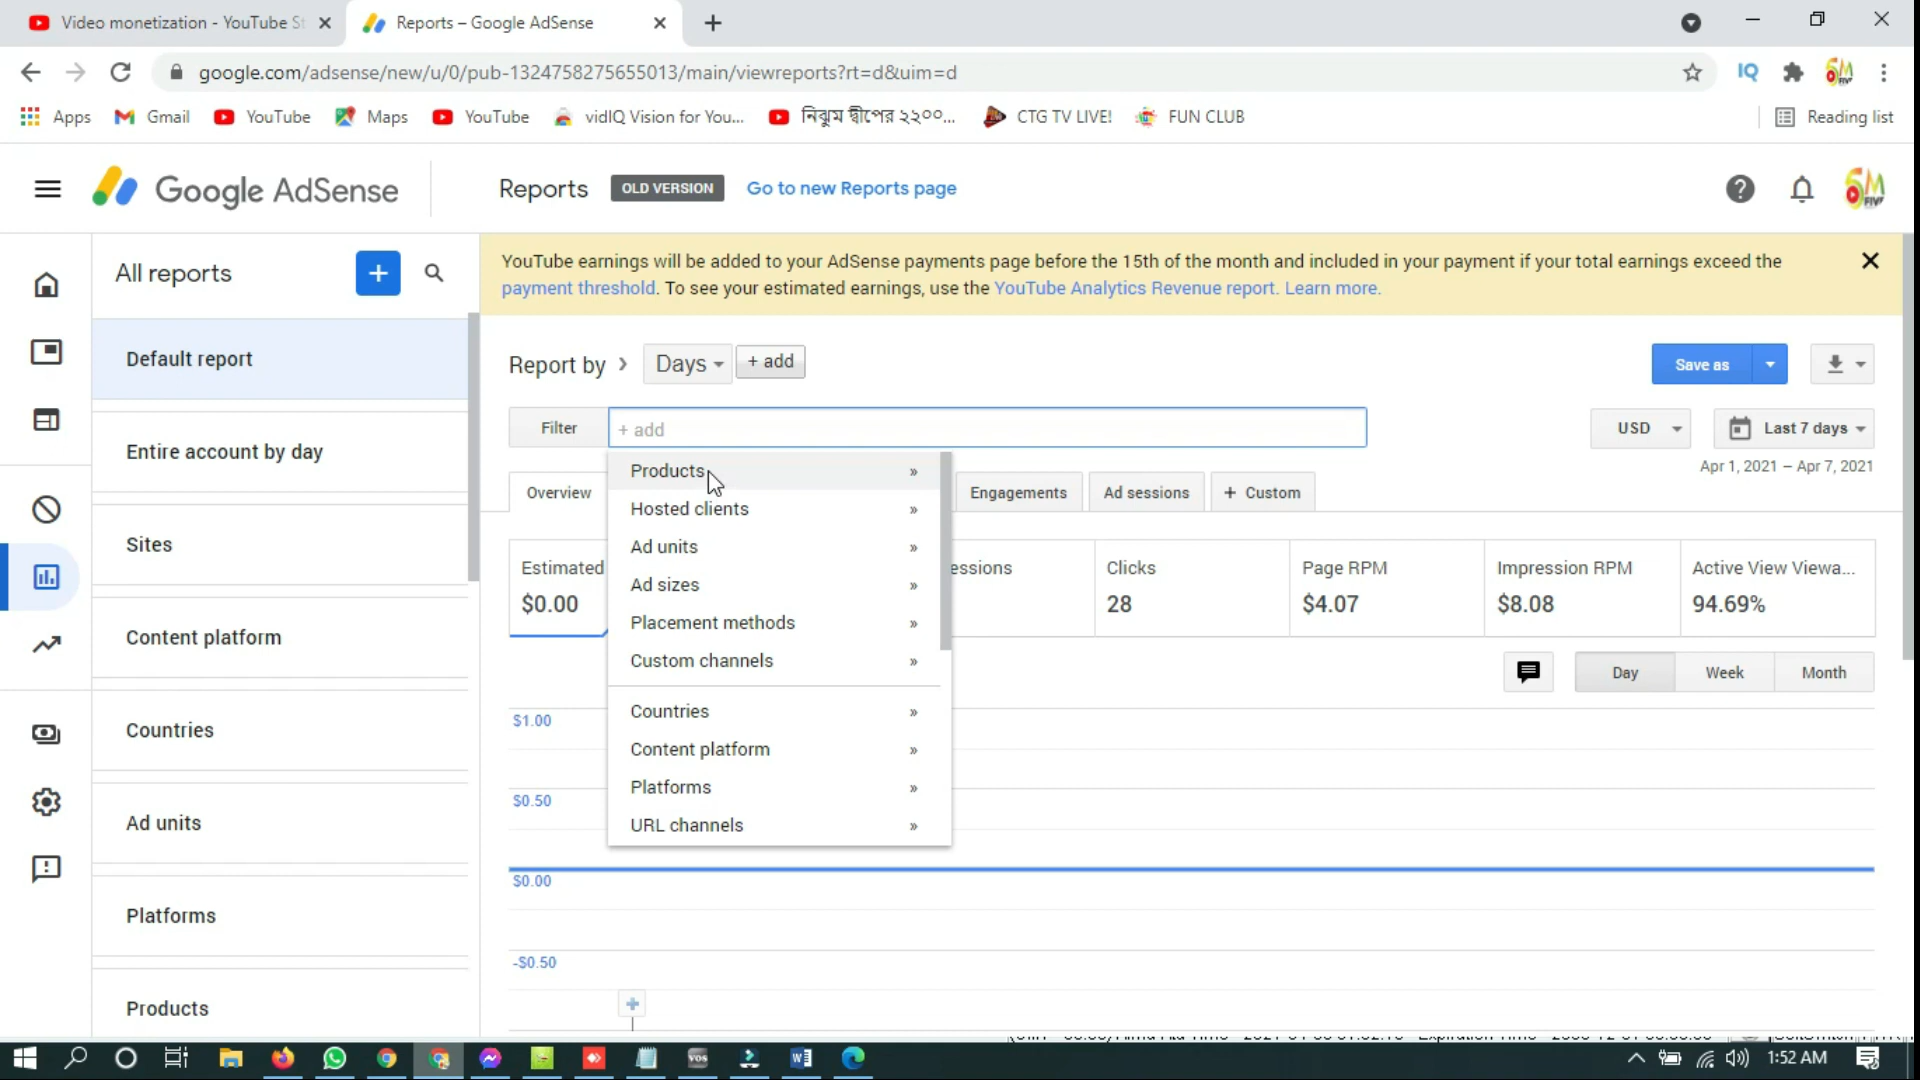 Video monetization - YouTube St
Reports – Google AdSense
google.com/adsense/new/u/0/pub-1324758275655013/main/viewreports?rt=d&uim=d
IQ
Apps
Gmail
YouTube
Maps
YouTube
vidIQ Vision for You...
নিঝুম দ্বীপের ২২০০...
CTG TV LIVE!
FUN CLUB
Reading list
Google AdSense
Reports
OLD VERSION
Go to new Reports page
All reports
Default report
Entire account by day
Sites
Content platform
Countries
Ad units
Platforms
Products
YouTube earnings will be added to your AdSense payments page before the 15th of the month and included in your payment if your total earnings exceed the
payment threshold. To see your estimated earnings, use the YouTube Analytics Revenue report. Learn more.
Report by › Days
+ add
Save as
Filter
+ add
USD
Last 7 days
Apr 1, 2021 – Apr 7, 2021
Overview
Engagements
Ad sessions
+ Custom
Products »
Hosted clients »
Ad units »
Ad sizes »
Placement methods »
Custom channels »
Countries »
Content platform »
Platforms »
URL channels »
Estimated
$0.00
essions
Clicks
28
Page RPM
$4.07
Impression RPM
$8.08
Active View Viewa...
94.69%
Day
Week
Month
$1.00
$0.50
$0.00
-$0.50
+
1:52 AM